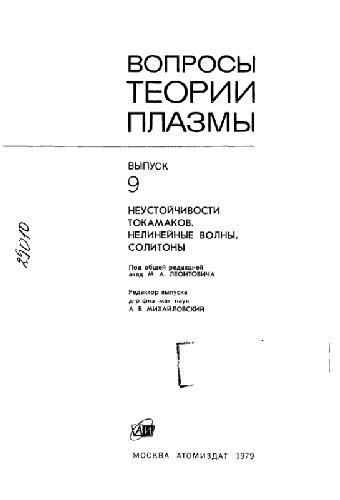 ВОПРОСЫ
ТЕОРИИ
ПЛАЗМЫ
ВЫПУСК
9
НЕУСТОЙЧИВОСТИ
ТОКАМАКОВ.
НЕЛИНЕЙНЫЕ ВОЛНЫ.
СОЛИТОНЫ
Под общей редакцией
акад М. А. ЛЕОНТОВИЧА
Редактор выпуска
д-р физ-мат наук
А Б МИХАЙЛОВСКИЙ
29010
МОСКВА АТОМИЗДАТ 1979